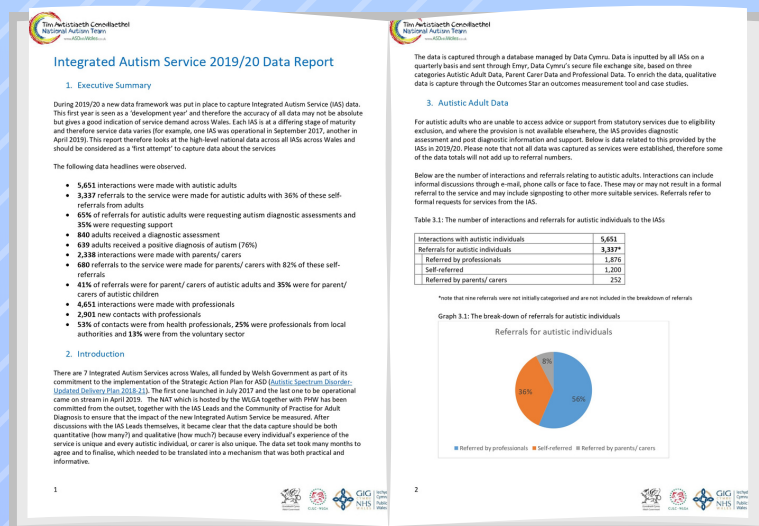 Tîm Awtistiaeth Cenedlaethol
National Autism Team
www.ASDinfoWales.co.uk
Integrated Autism Service 2019/20 Data Report
1. Executive Summary
During 2019/20 a new data framework was put in place to capture Integrated Autism Service (IAS) data.
This first year is seen as a 'development year' and therefore the accuracy of all data may not be absolute
but gives a good indication of service demand across Wales. Each IAS is at a differing stage of maturity
and therefore service data varies (for example, one IAS was operational in September 2017, another in
April 2019). This report therefore looks at the high-level national data across all IASs across Wales and
should be considered as a 'first attempt' to capture data about the services
The following data headlines were observed.
• 5,651 interactions were made with autistic adults
• 3,337 referrals to the service were made for autistic adults with 36% of these self-
referrals from adults
• 65% of referrals for autistic adults were requesting autism diagnostic assessments and
35% were requesting support
• 840 adults received a diagnostic assessment
• 639 adults received a positive diagnosis of autism (76%)
• 2,338 interactions were made with parents/ carers
• 680 referrals to the service were made for parents/ carers with 82% of these self-
referrals
• 41% of referrals were for parent/ carers of autistic adults and 35% were for parent/
carers of autistic children
• 4,651 interactions were made with professionals
• 2,901 new contacts with professionals
• 53% of contacts were from health professionals, 25% were professionals from local
authorities and 13% were from the voluntary sector
2. Introduction
There are 7 Integrated Autism Services across Wales, all funded by Welsh Government as part of its
commitment to the implementation of the Strategic Action Plan for ASD (Autistic Spectrum Disorder-
Updated Delivery Plan 2018-21). The first one launched in July 2017 and the last one to be operational
came on stream in April 2019. The NAT which is hosted by the WLGA together with PHW has been
committed from the outset, together with the IAS Leads and the Community of Practise for Adult
Diagnosis to ensure that the impact of the new Integrated Autism Service be measured. After
discussions with the IAS Leads themselves, it became clear that the data capture should be both
quantitative (how many?) and qualitative (how much?) because every individual's experience of the
service is unique and every autistic individual, or carer is also unique. The data set took many months to
agree and to finalise, which needed to be translated into a mechanism that was both practical and
informative.
1
GIG
NHS
Tîm Awtistiaeth Cenedlaethol
National Autism Team
www.ASDinfoWales.co.uk
The data is captured through a database managed by Data Cymru. Data is inputted by all IASs on a
quarterly basis and sent through Emyr, Data Cymru's secure file exchange site, based on three
categories Autistic Adult Data, Parent Carer Data and Professional Data. To enrich the data, qualitative
data is capture through the Outcomes Star an outcomes measurement tool and case studies.
3. Autistic Adult Data
For autistic adults who are unable to access advice or support from statutory services due to eligibility
exclusion, and where the provision is not available elsewhere, the IAS provides diagnostic
assessment and post diagnostic information and support. Below is data related to this provided by the
IASs in 2019/20. Please note that not all data was captured as services were established, therefore some
of the data totals will not add up to referral numbers.
Below are the number of interactions and referrals relating to autistic adults. Interactions can include
informal discussions through e-mail, phone calls or face to face. These may or may not result in a formal
referral to the service and may include signposting to other more suitable services. Referrals refer to
formal requests for services from the IAS.
Table 3.1: The number of interactions and referrals for autistic individuals to the IASs
Interactions with autistic individuals 5,651
Referrals for autistic individuals 3,337*
Referred by professionals 1,876
Self-referred 1,200
Referred by parents/ carers 252
*note that nine referrals were not initially categorised and are not included in the breakdown of referrals
Graph 3.1: The break-down of referrals for autistic individuals
Referrals for autistic individuals
8%
36%
56%
Referred by professionals Self-referred Referred by parents/ carers
2
GIG
NHS